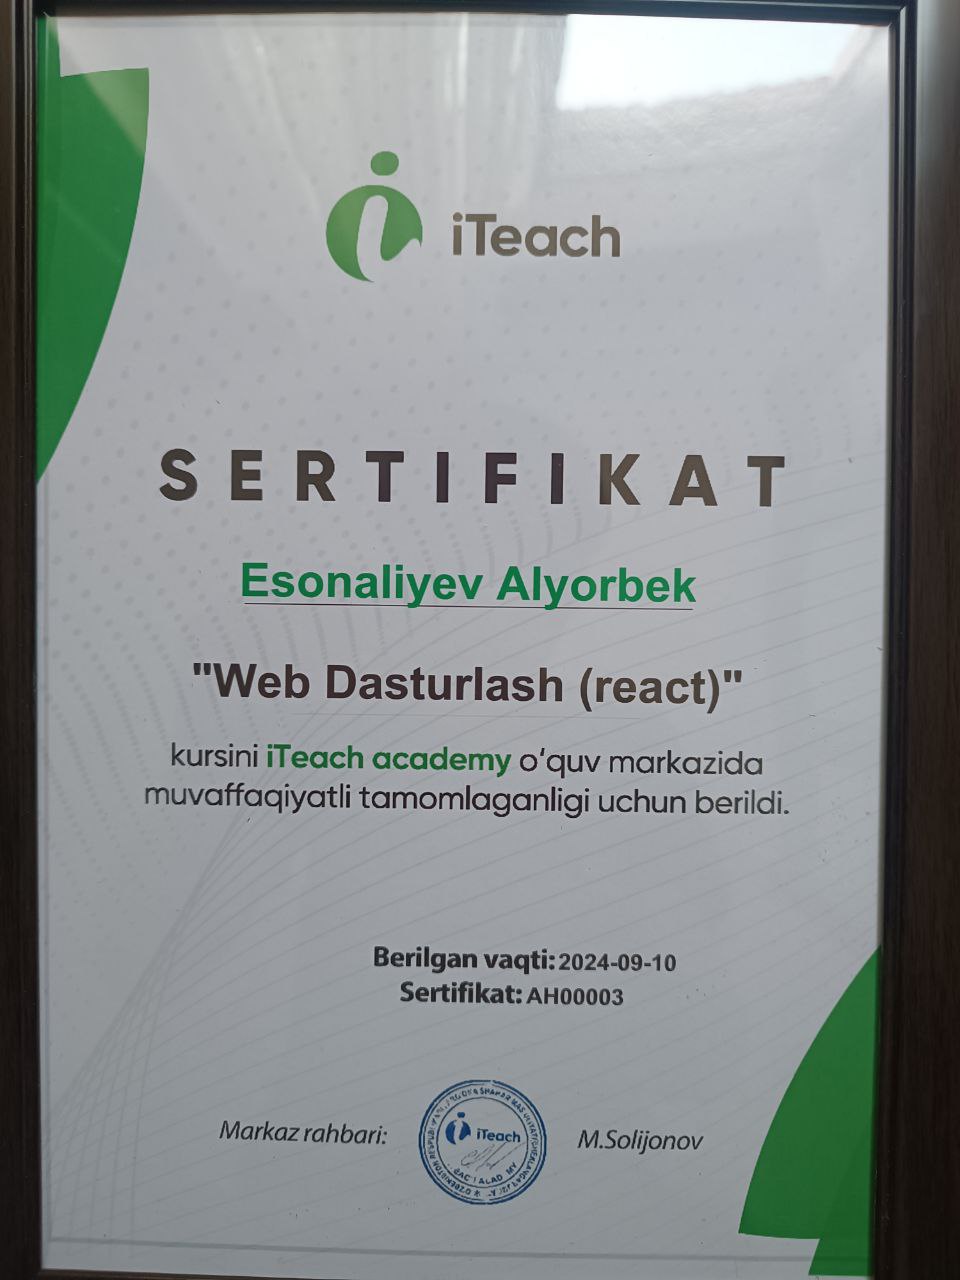 iTeach
SERTIFIKAT
Esonaliyev Alyorbek
"Web Dasturlash (react)"
kursini iTeach academy o‘quv markazida
muvaffaqiyatli tamomlaganligi uchun berildi.
Berilgan vaqti: 2024-09-10
Sertifikat: AH00003
Markaz rahbari:
iTeach
M.Solijonov